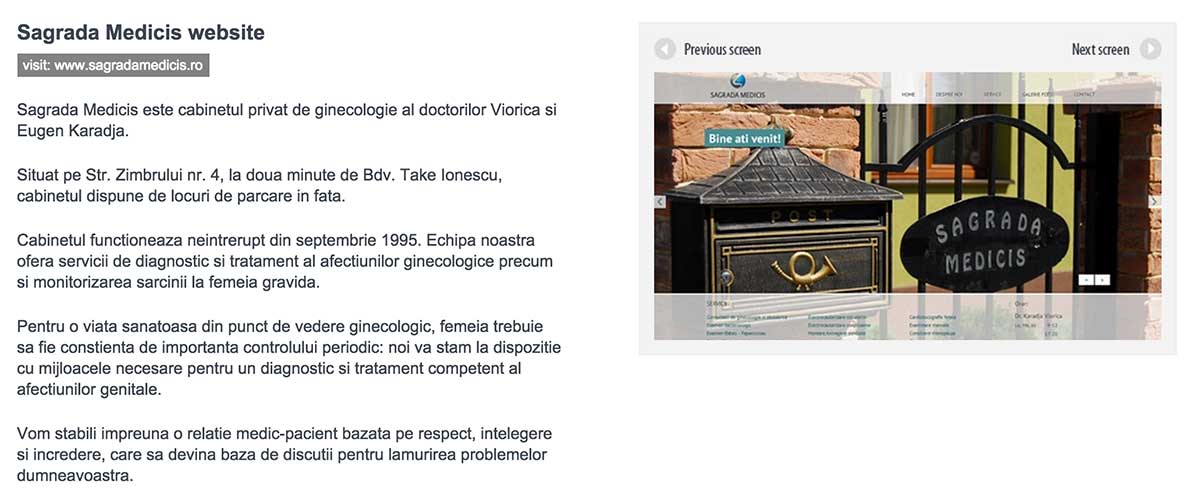 Sagrada Medicis website
visit: www.sagradamedicis.ro
Sagrada Medicis este cabinetul privat de ginecologie al doctorilor Viorica si
Eugen Karadja.
Situat pe Str. Zimbrului nr. 4, la doua minute de Bdv. Take Ionescu,
cabinetul dispune de locuri de parcare in fata.
Cabinetul functioneaza neintrerupt din septembrie 1995. Echipa noastra
ofera servicii de diagnostic si tratament al afectiunilor ginecologice precum
si monitorizarea sarcinii la femeia gravida.
Pentru o viata sanatoasa din punct de vedere ginecologic, femeia trebuie
sa fie constienta de importanta controlului periodic: noi va stam la dispozitie
cu mijloacele necesare pentru un diagnostic si tratament competent al
afectiunilor genitale.
Vom stabili impreuna o relatie medic-pacient bazata pe respect, intelegere
si incredere, care sa devina baza de discutii pentru lamurirea problemelor
dumneavoastra.
Previous screen
Next screen
SAGRADA MEDICIS
HOME DESPRE NOI SERVICII GALERIE FOTO CONTACT
Bine ati venit!
POST
SAGRADA
MEDICIS
SERVICII
Orar:
Dr. Karadja Viorica